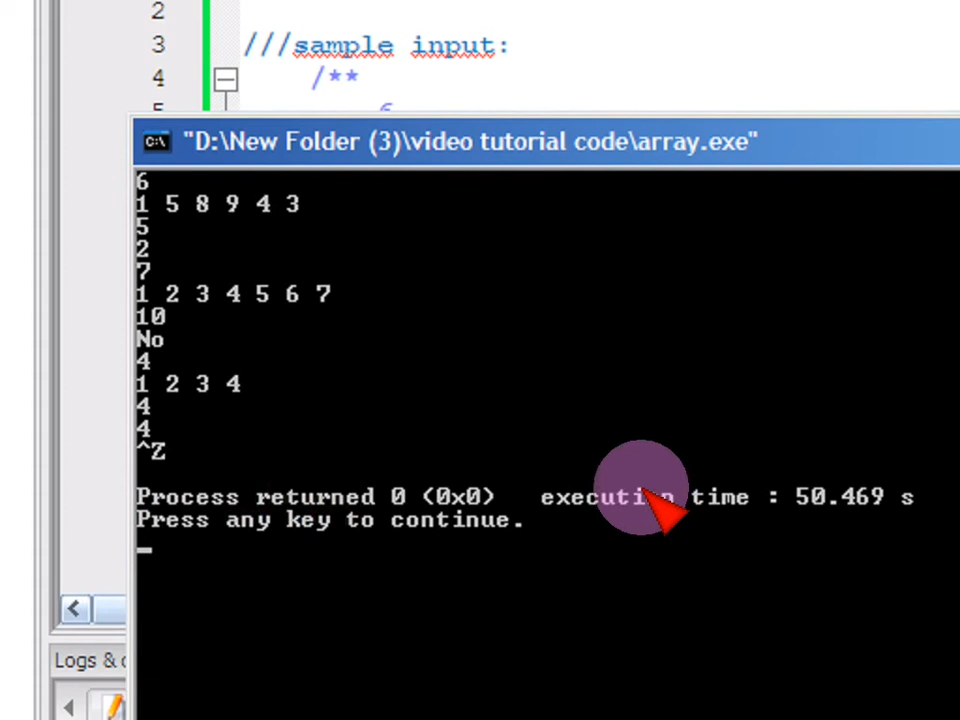 2
3 ///sample input:
4 /**
5 6
"D:\New Folder (3)\video tutorial code\array.exe"
6
1 5 8 9 4 3
5
2
7
1 2 3 4 5 6 7
10
No
4
1 2 3 4
4
4
^Z
Process returned 0 (0x0) execution time : 50.469 s
Press any key to continue.
Logs &